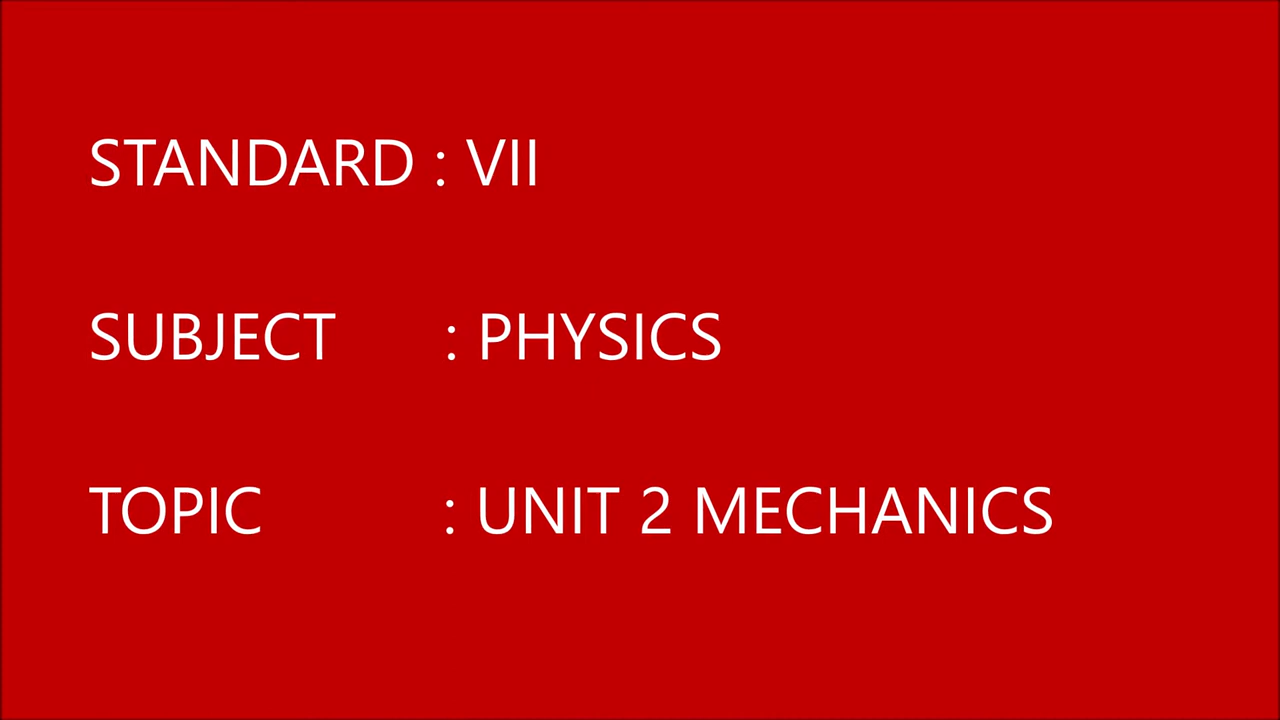 STANDARD : VII
SUBJECT : PHYSICS
TOPIC : UNIT 2 MECHANICS